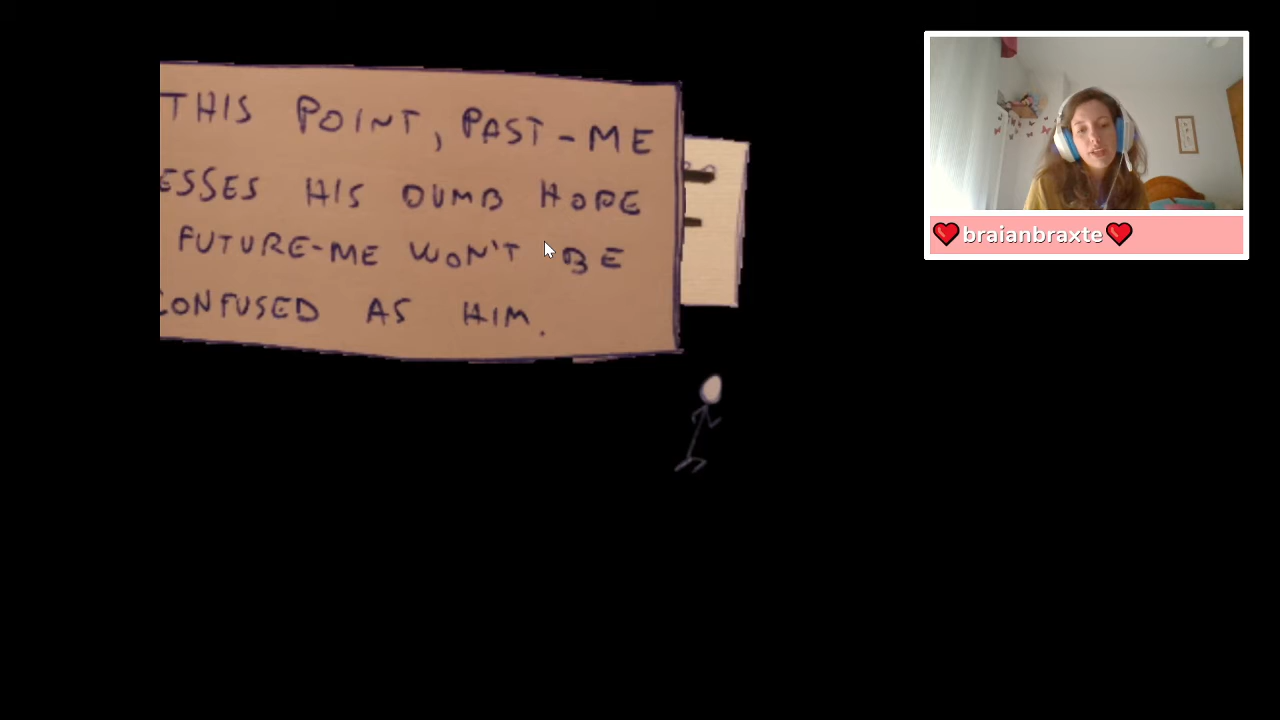 THIS POINT, PAST-ME
ESSES HIS DUMB HOPE
FUTURE-ME WON'T BE
CONFUSED AS HIM.
braianbraxte